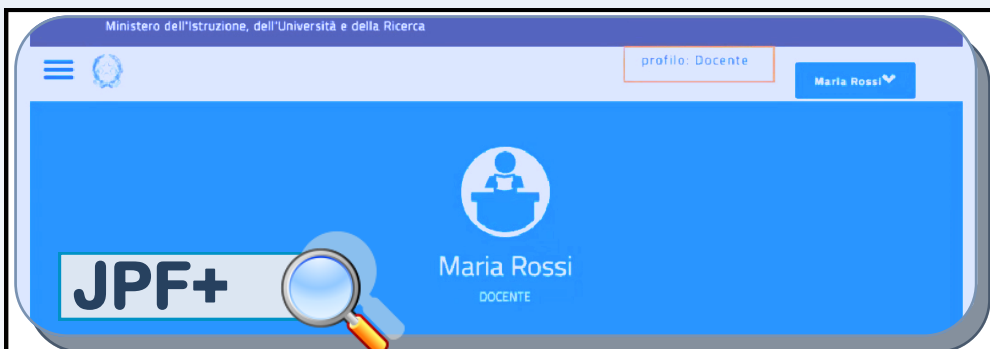 Ministero dell'Istruzione, dell'Università e della Ricerca
profilo: Docente
Maria Rossi
Maria Rossi
DOCENTE
JPF+